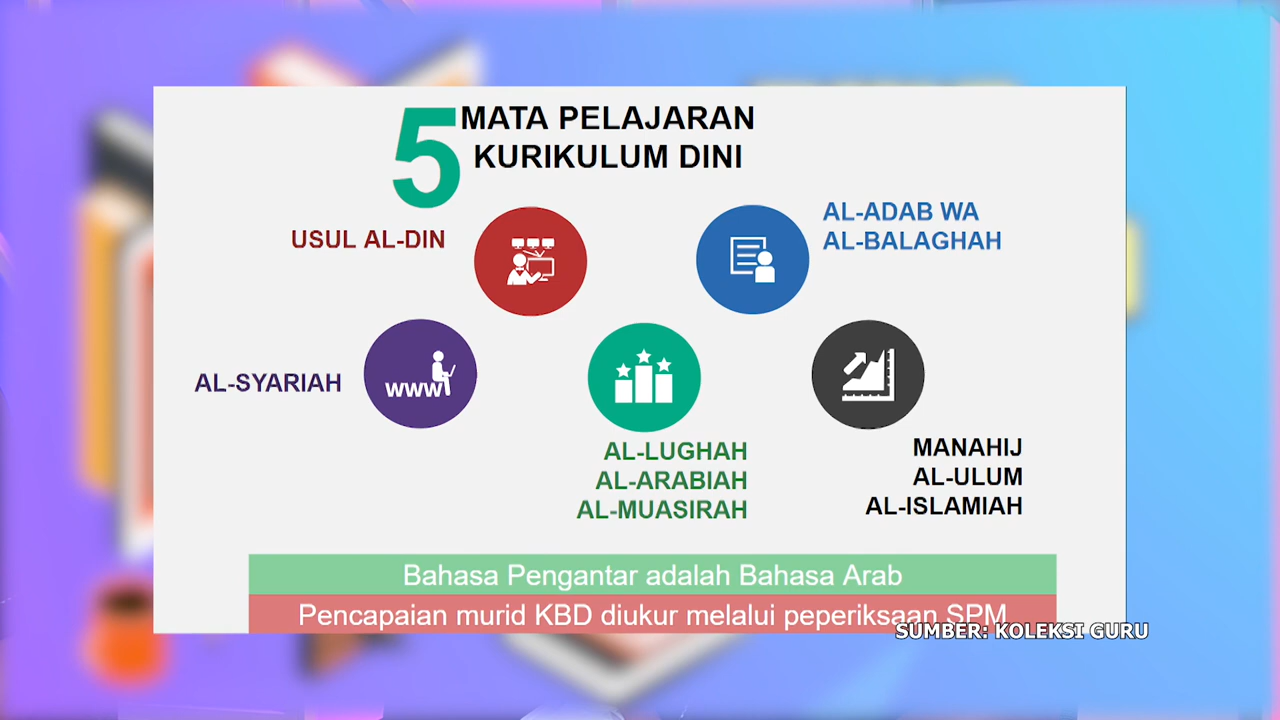 5 MATA PELAJARAN
KURIKULUM DINI
USUL AL-DIN
AL-ADAB WA
AL-BALAGHAH
AL-SYARIAH
WWW
AL-LUGHAH
AL-ARABIAH
AL-MUASIRAH
MANAHIJ
AL-ULUM
AL-ISLAMIAH
Bahasa Pengantar adalah Bahasa Arab
Pencapaian murid KBD diukur melalui peperiksaan SPM
SUMBER: KOLEKSI GURU